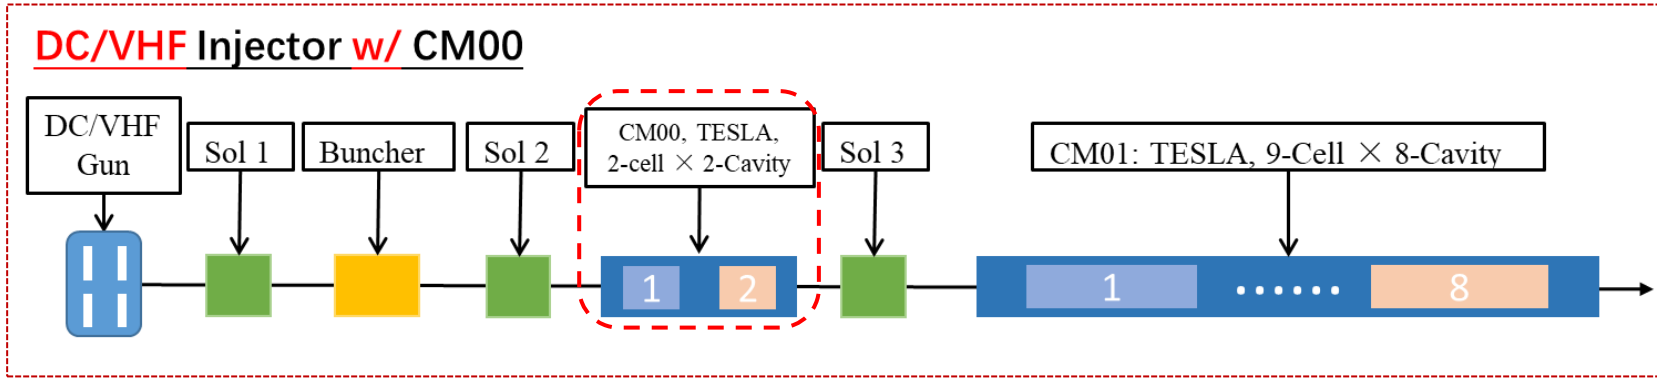 DC/VHF Injector w/ CM00
DC/VHF
Gun
Sol 1
Buncher
Sol 2
CM00, TESLA,
2-cell × 2-Cavity
Sol 3
CM01: TESLA, 9-Cell × 8-Cavity
1
2
1
......
8